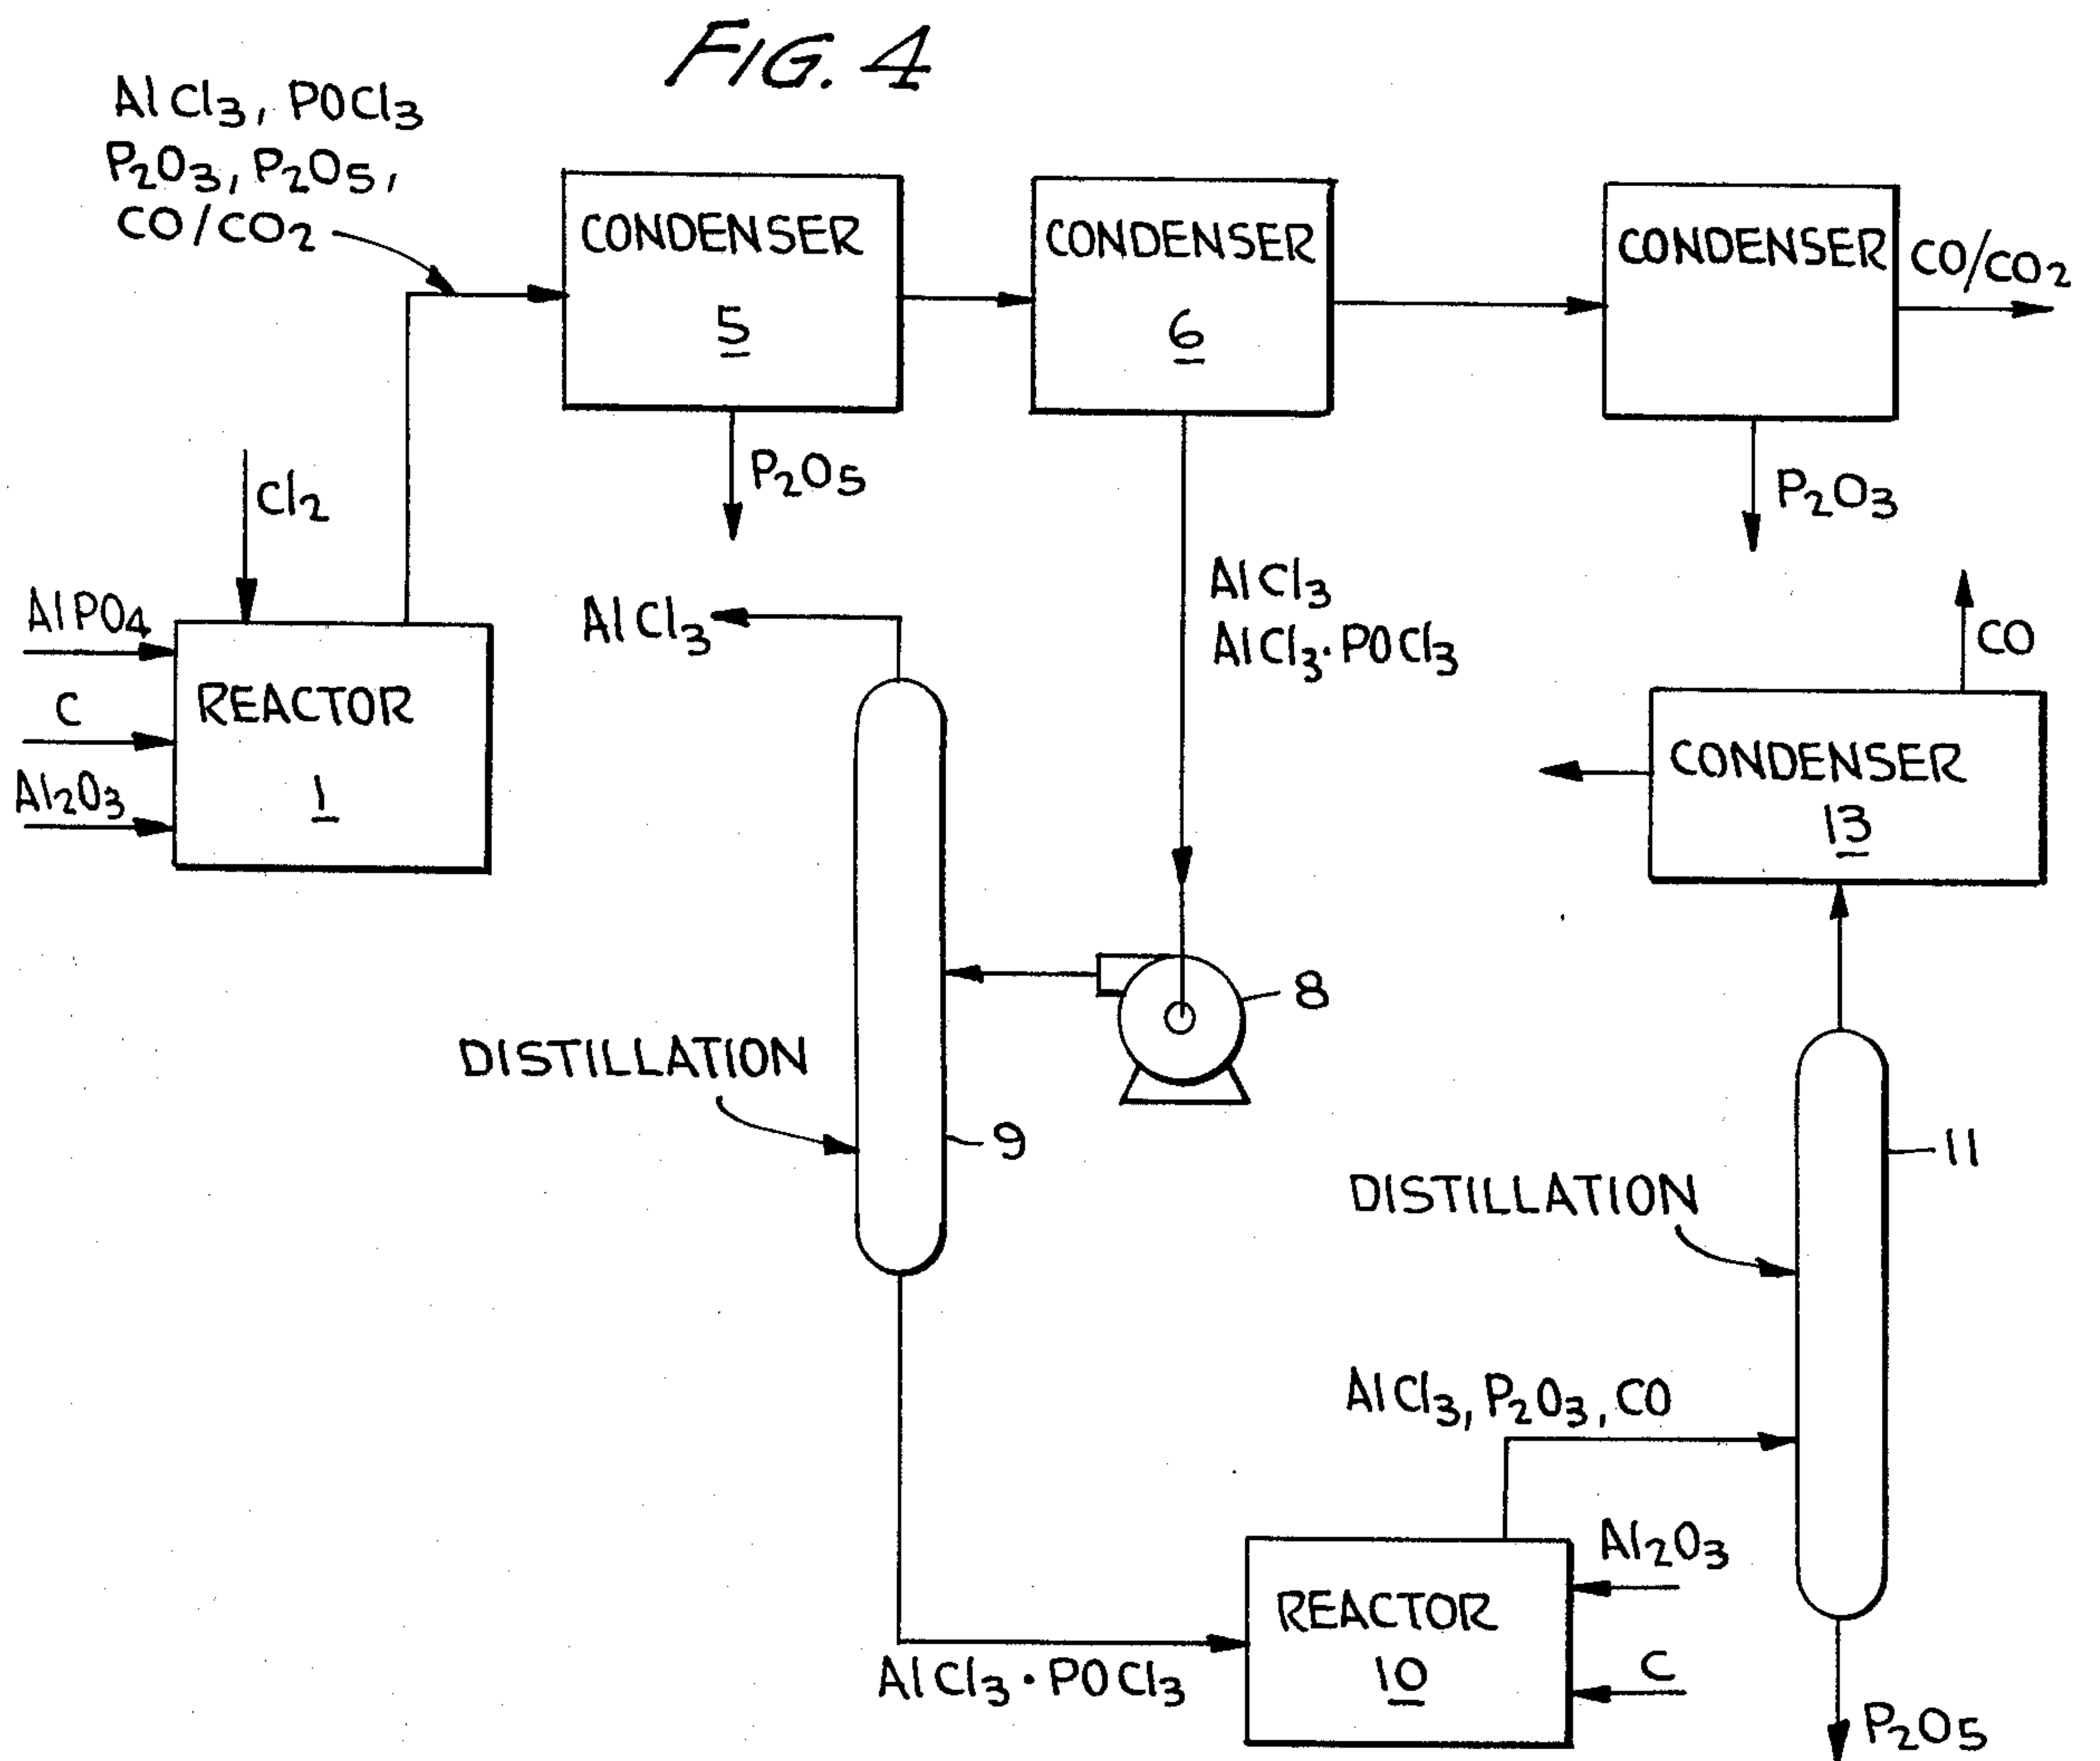 FIG. 4
AlCl3, POCl3
P2O3, P2O5,
CO/CO2
CONDENSER
5
CONDENSER
6
CONDENSER
CO/CO2
P2O5
P2O3
Cl2
AlPO4
C
Al2O3
REACTOR
1
AlCl3
AlCl3
AlCl3·POCl3
CO
CONDENSER
13
8
DISTILLATION
9
11
DISTILLATION
AlCl3, P2O3, CO
Al2O3
REACTOR
10
C
AlCl3·POCl3
P2O5